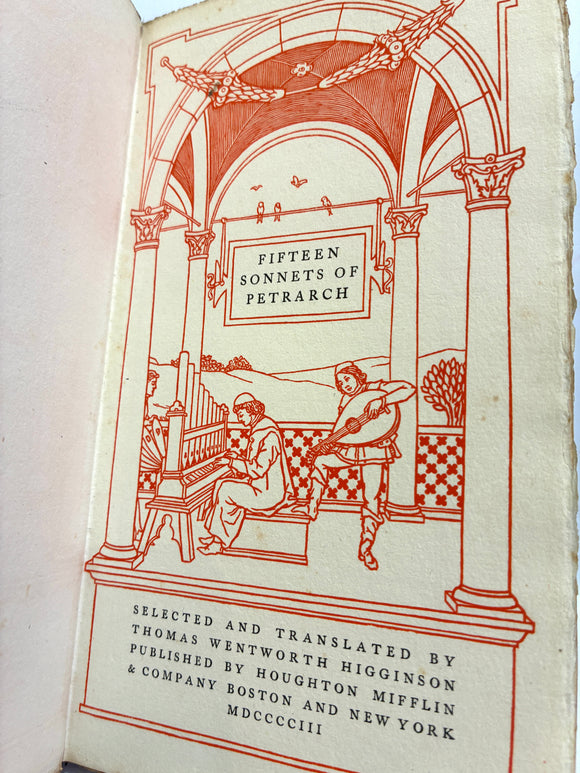 FIFTEEN
SONNETS OF
PETRARCH
SELECTED AND TRANSLATED BY
THOMAS WENTWORTH HIGGINSON
PUBLISHED BY HOUGHTON MIFFLIN
& COMPANY BOSTON AND NEW YORK
MDCCCCIII